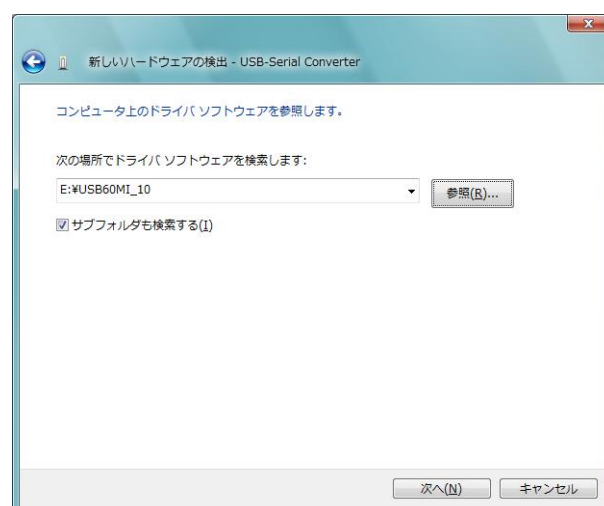 新しいハードウェアの検出 - USB-Serial Converter
コンピュータ上のドライバ ソフトウェアを参照します。
次の場所でドライバ ソフトウェアを検索します:
E:¥USB60MI_10
参照(R)...
サブフォルダも検索する(I)
次へ(N)
キャンセル